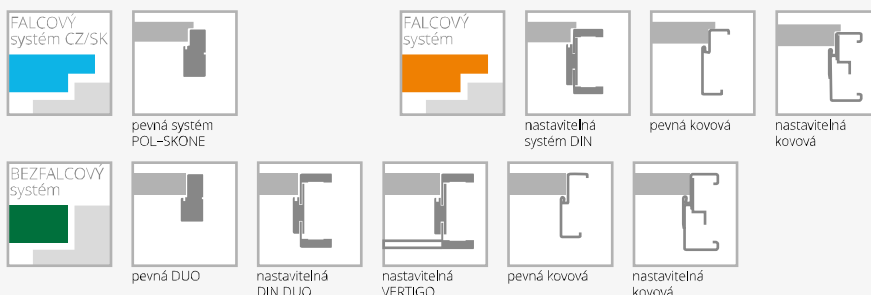 FALCOVÝ
systém CZ/SK
pevná systém
POL-SKONE
FALCOVÝ
systém
nastavitelná
systém DIN
pevná kovová
nastavitelná
kovová
BEZFALCOVÝ
systém
pevná DUO
nastavitelná
DIN DUO
nastavitelná
VERTIGO
pevná kovová
nastavitelná
kovová